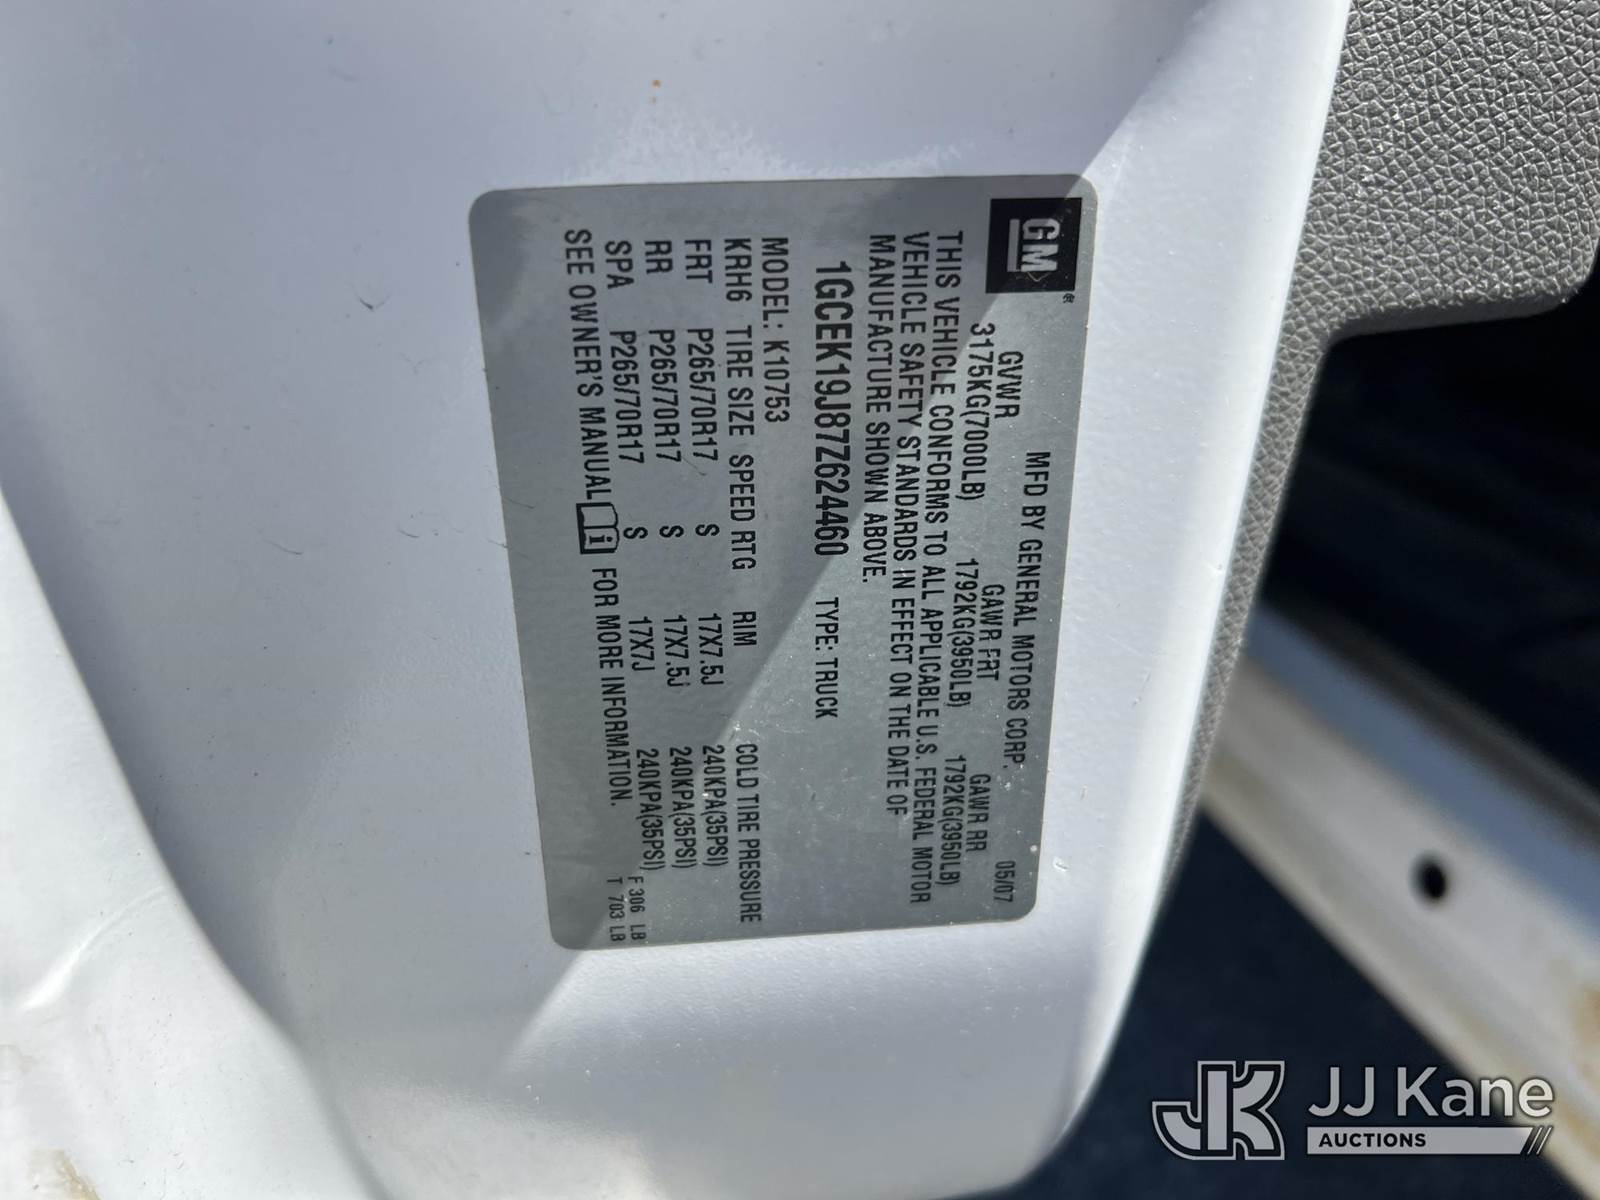 GM
MFD BY GENERAL MOTORS CORP. 05/07
GVWR GAWR FRT GAWR RR
3175KG(7000LB) 1792KG(3950LB) 1792KG(3950LB)
THIS VEHICLE CONFORMS TO ALL APPLICABLE U.S. FEDERAL MOTOR
VEHICLE SAFETY STANDARDS IN EFFECT ON THE DATE OF
MANUFACTURE SHOWN ABOVE.
1GCEK19J87Z624460 TYPE: TRUCK
MODEL: K10753
KRH6 TIRE SIZE SPEED RTG RIM COLD TIRE PRESSURE
FRT P265/70R17 S 17X7.5J 240KPA(35PSI)
RR P265/70R17 S 17X7.5J 240KPA(35PSI)
SPA P265/70R17 S 17X7J 240KPA(35PSI)
SEE OWNER'S MANUAL i FOR MORE INFORMATION.
F 306 LB
T 703 LB
JK JJ Kane
AUCTIONS